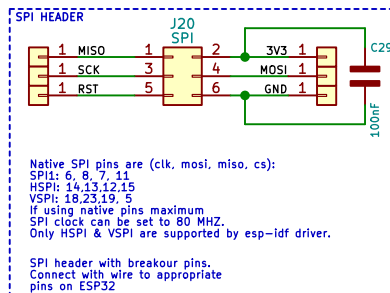 SPI HEADER
J20
SPI
1 MISO 1 2 3V3 1
1 SCK 3 4 MOSI 1
1 RST 5 6 GND 1
C29
100nF
Native SPI pins are (clk, mosi, miso, cs):
SPI1: 6, 8, 7, 11
HSPI: 14,13,12,15
VSPI: 18,23,19, 5
If using native pins maximum
SPI clock can be set to 80 MHZ.
Only HSPI & VSPI are supported by esp-idf driver.
SPI header with breakour pins.
Connect with wire to appropriate
pins on ESP32